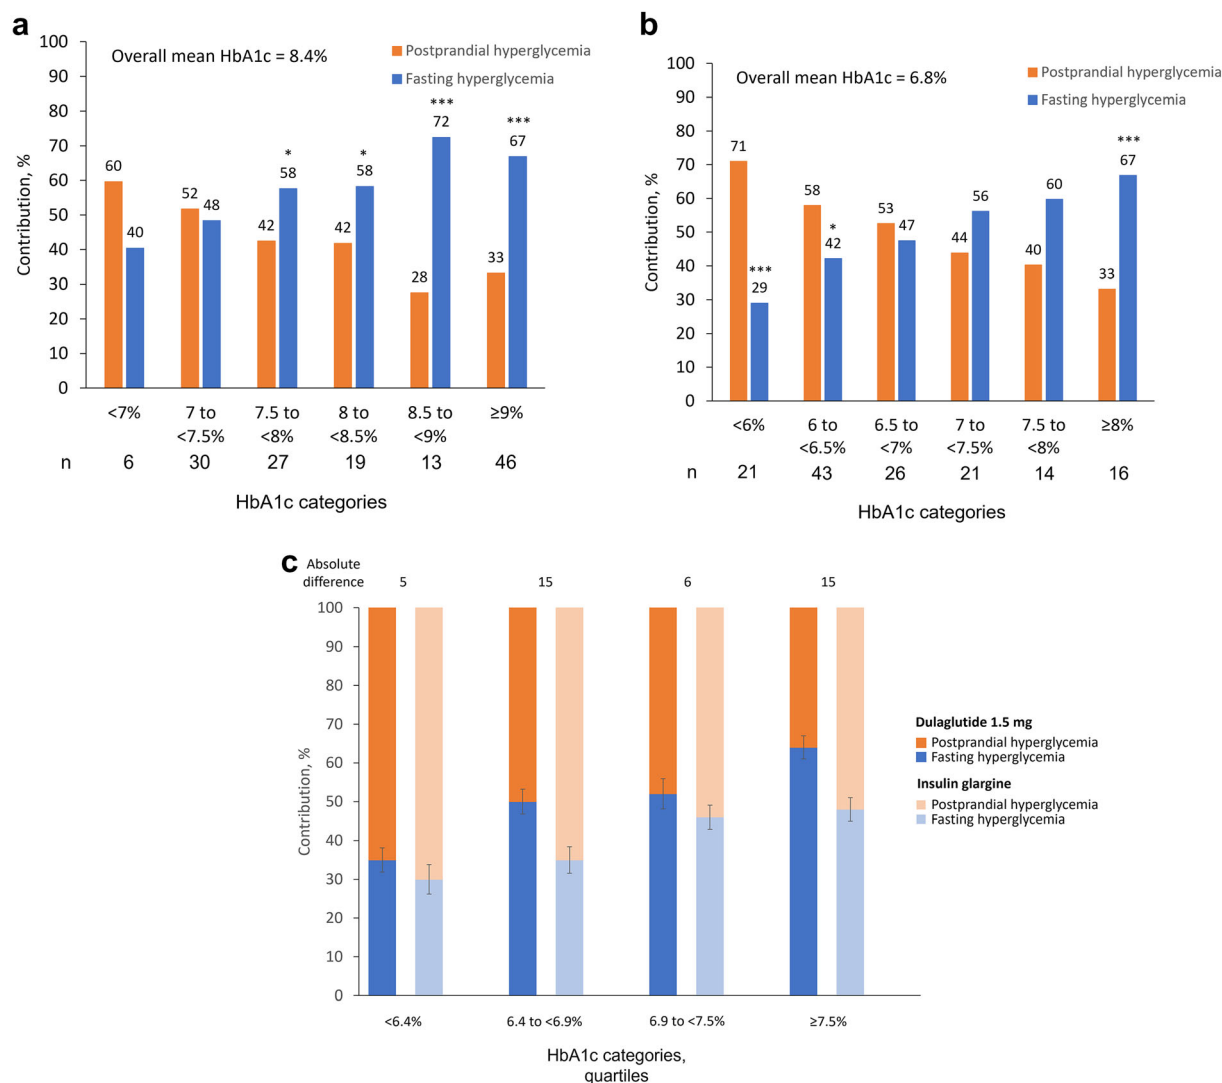 a
100
90
80
70
60
50
40
30
20
10
0
Contribution, %
Overall mean HbA1c = 8.4%
Postprandial hyperglycemia
Fasting hyperglycemia
60
40
52
48
42
*
58
42
*
58
28
***
72
33
***
67
<7%
7 to
<7.5%
7.5 to
<8%
8 to
<8.5%
8.5 to
<9%
≥9%
n 6 30 27 19 13 46
HbA1c categories
b
100
90
80
70
60
50
40
30
20
10
0
Contribution, %
Overall mean HbA1c = 6.8%
Postprandial hyperglycemia
Fasting hyperglycemia
71
***
29
58
*
42
53
47
44
56
40
60
33
***
67
<6%
6 to
<6.5%
6.5 to
<7%
7 to
<7.5%
7.5 to
<8%
≥8%
n 21 43 26 21 14 16
HbA1c categories
c
Absolute
difference 5 15 6 15
100
90
80
70
60
50
40
30
20
10
0
Contribution, %
Dulaglutide 1.5 mg
Postprandial hyperglycemia
Fasting hyperglycemia
Insulin glargine
Postprandial hyperglycemia
Fasting hyperglycemia
<6.4% 6.4 to <6.9% 6.9 to <7.5% ≥7.5%
HbA1c categories,
quartiles